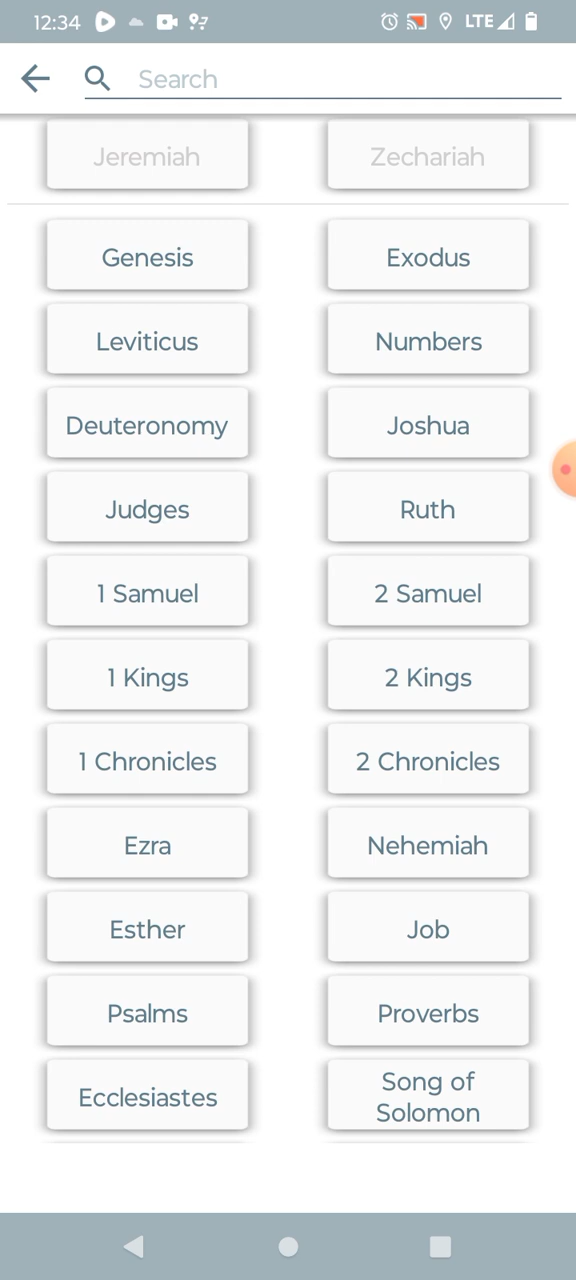 12:34
LTE
Search
Jeremiah
Zechariah
Genesis
Exodus
Leviticus
Numbers
Deuteronomy
Joshua
Judges
Ruth
1 Samuel
2 Samuel
1 Kings
2 Kings
1 Chronicles
2 Chronicles
Ezra
Nehemiah
Esther
Job
Psalms
Proverbs
Ecclesiastes
Song of
Solomon